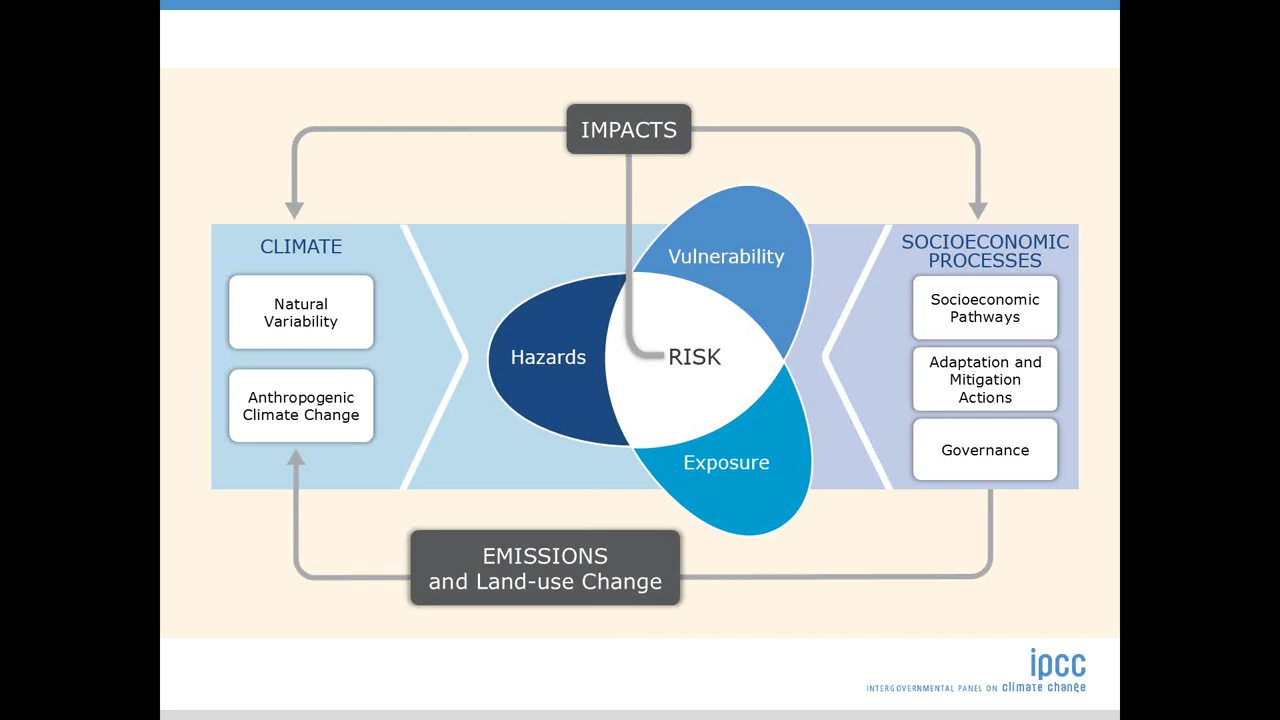 IMPACTS
CLIMATE
Natural
Variability
Anthropogenic
Climate Change
Vulnerability
Hazards
RISK
Exposure
SOCIOECONOMIC
PROCESSES
Socioeconomic
Pathways
Adaptation and
Mitigation
Actions
Governance
EMISSIONS
and Land-use Change
ipcc
INTERGOVERNMENTAL PANEL ON climate change